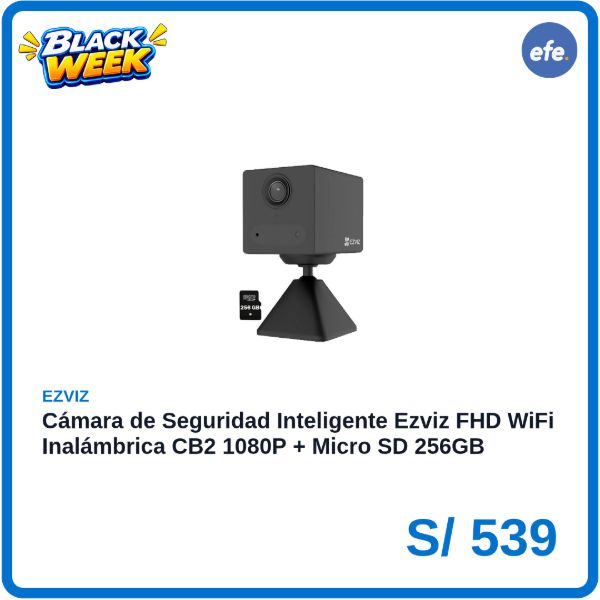 BLACK
WEEK
efe.
EZVIZ
microSD
256 GB
EZVIZ
Cámara de Seguridad Inteligente Ezviz FHD WiFi
Inalámbrica CB2 1080P + Micro SD 256GB
S/ 539